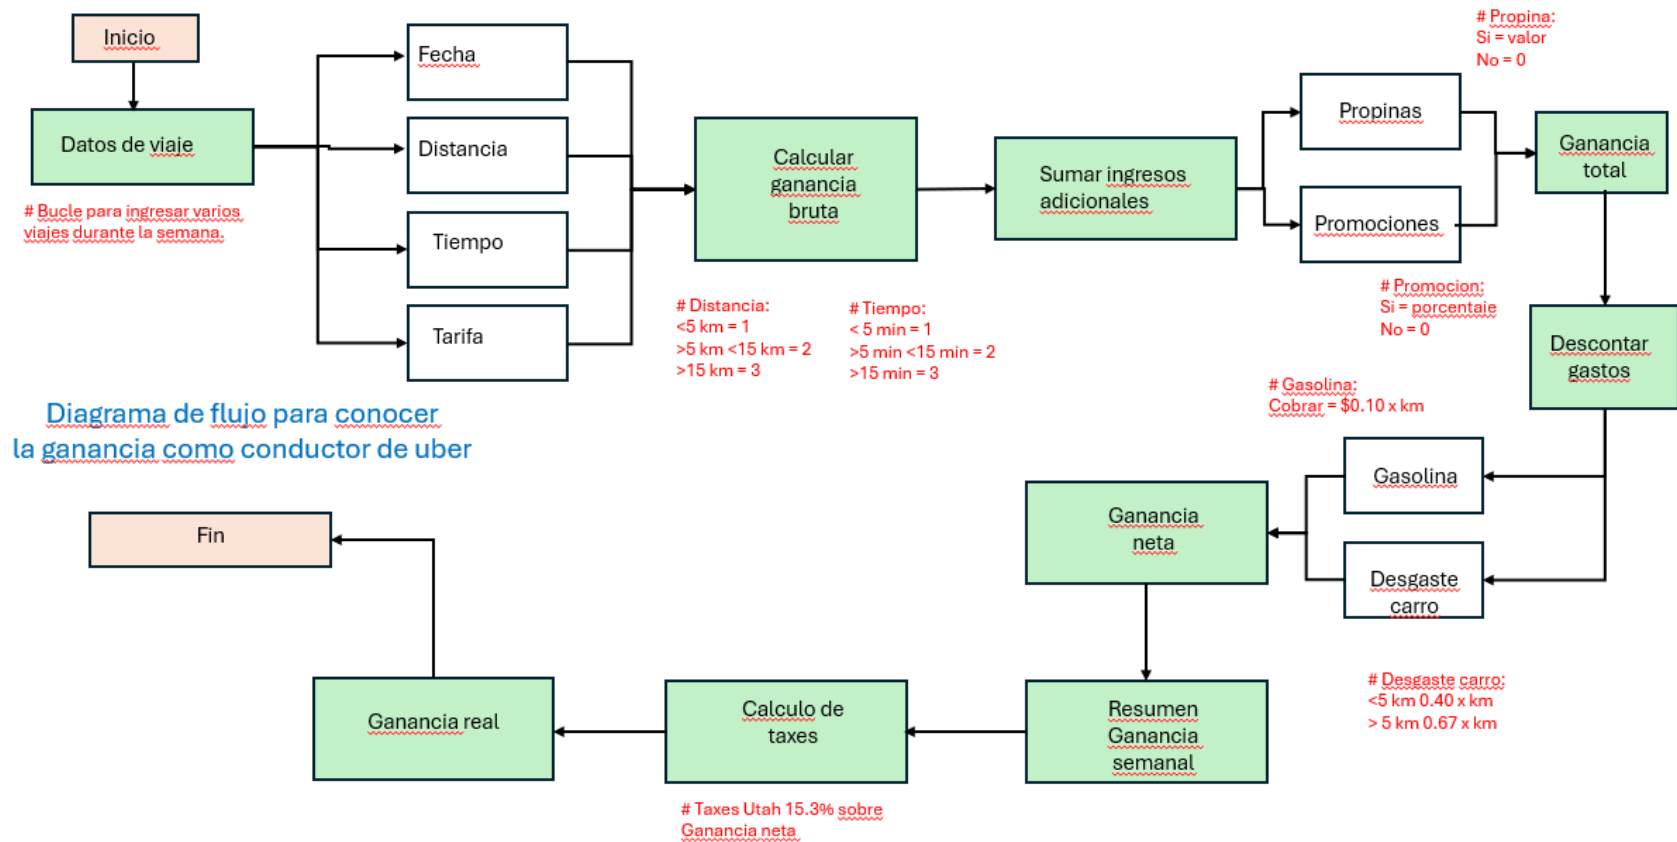 Inicio
Datos de viaje
# Bucle para ingresar varios
viajes durante la semana.
Fecha
Distancia
Tiempo
Tarifa
Calcular
ganancia
bruta
# Distancia:
<5 km = 1
>5 km <15 km = 2
>15 km = 3
# Tiempo:
< 5 min = 1
>5 min <15 min = 2
>15 min = 3
Sumar ingresos
adicionales
# Propina:
Si = valor
No = 0
Propinas
Promociones
# Promocion:
Si = porcentaje
No = 0
Ganancia
total
Descontar
gastos
# Gasolina:
Cobrar = $0.10 x km
Gasolina
Desgaste
carro
# Desgaste carro:
<5 km 0.40 x km
> 5 km 0.67 x km
Ganancia
neta
Resumen
Ganancia
semanal
Calculo de
taxes
# Taxes Utah 15.3% sobre
Ganancia neta
Ganancia real
Fin
Diagrama de flujo para conocer
la ganancia como conductor de uber